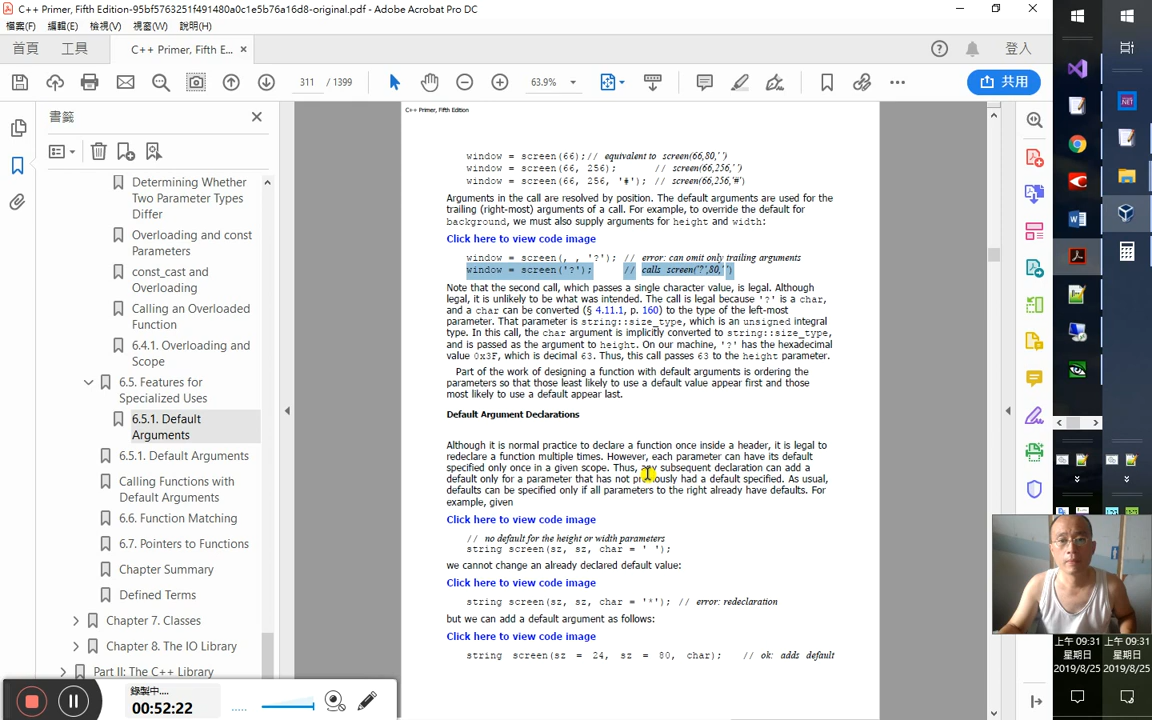 C++ Primer, Fifth Edition-95bf5763251f491480a0c1e5b76a16d8-original.pdf - Adobe Acrobat Pro DC
檔案(F) 編輯(E) 檢視(V) 視窗(W) 說明(H)
首頁 工具 C++ Primer, Fifth E... × 登入
311 / 1399 63.9% 共用
書籤
Determining Whether
Two Parameter Types
Differ
Overloading and const
Parameters
const_cast and
Overloading
Calling an Overloaded
Function
6.4.1. Overloading and
Scope
6.5. Features for
Specialized Uses
6.5.1. Default
Arguments
6.5.1. Default Arguments
Calling Functions with
Default Arguments
6.6. Function Matching
6.7. Pointers to Functions
Chapter Summary
Defined Terms
Chapter 7. Classes
Chapter 8. The IO Library
Part II: The C++ Library
C++ Primer, Fifth Edition
window = screen(66);// equivalent to screen(66,80,' ')
window = screen(66, 256); // screen(66,256,' ')
window = screen(66, 256, '#'); // screen(66,256,'#')
Arguments in the call are resolved by position. The default arguments are used for the
trailing (right-most) arguments of a call. For example, to override the default for
background, we must also supply arguments for height and width:
Click here to view code image
window = screen(, , '?'); // error: can omit only trailing arguments
window = screen('?'); // calls screen('?',80,' ')
Note that the second call, which passes a single character value, is legal. Although
legal, it is unlikely to be what was intended. The call is legal because '?' is a char,
and a char can be converted (§ 4.11.1, p. 160) to the type of the left-most
parameter. That parameter is string::size_type, which is an unsigned integral
type. In this call, the char argument is implicitly converted to string::size_type,
and is passed as the argument to height. On our machine, '?' has the hexadecimal
value 0x3F, which is decimal 63. Thus, this call passes 63 to the height parameter.
Part of the work of designing a function with default arguments is ordering the
parameters so that those least likely to use a default value appear first and those
most likely to use a default appear last.
Default Argument Declarations
Although it is normal practice to declare a function once inside a header, it is legal to
redeclare a function multiple times. However, each parameter can have its default
specified only once in a given scope. Thus, any subsequent declaration can add a
default only for a parameter that has not previously had a default specified. As usual,
defaults can be specified only if all parameters to the right already have defaults. For
example, given
Click here to view code image
// no default for the height or width parameters
string screen(sz, sz, char = ' ');
we cannot change an already declared default value:
Click here to view code image
string screen(sz, sz, char = '*'); // error: redeclaration
but we can add a default argument as follows:
Click here to view code image
string screen(sz = 24, sz = 80, char); // ok: adds default
錄製中....
00:52:22
上午 09:31 上午 09:31
星期日 星期日
2019/8/25 2019/8/25